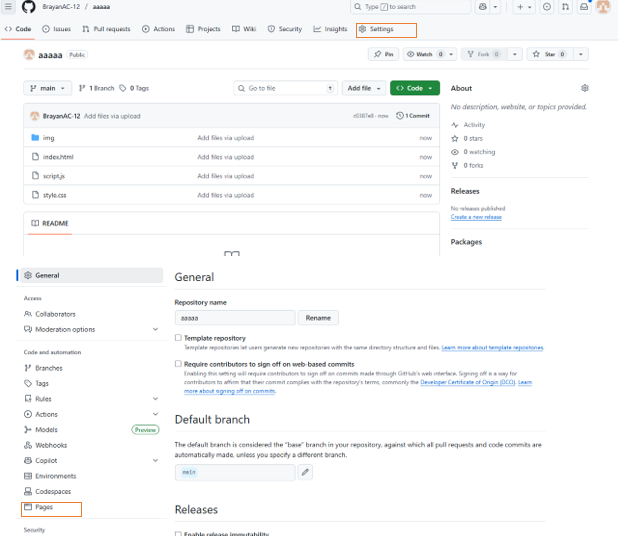 BrayanAC-12 / aaaaa
Type / to search
Code Issues Pull requests Actions Projects Wiki Security Insights Settings
aaaaa Public
Pin Watch 0 Fork 0 Star 0
main 1 Branch 0 Tags
Go to file t
Add file
Code
BrayanAC-12 Add files via upload
now 1 Commit
img Add files via upload now
index.html Add files via upload now
script.js Add files via upload now
style.css Add files via upload now
README
About
No description, website, or topics provided.
Activity
0 stars
0 watching
0 forks
Releases
No releases published
Create a new release
Packages
General
Access
Collaborators
Moderation options
Code and automation
Branches
Tags
Rules
Actions
Models Preview
Webhooks
Copilot
Environments
Codespaces
Pages
Security
General
Repository name
aaaaa Rename
Template repository
Template repositories let users generate new repositories with the same directory structure and files. Learn more about template repositories.
Require contributors to sign off on web-based commits
Enabling this setting will require contributors to sign off on commits made through GitHub's web interface. Signing off is a way for
contributors to affirm that their commit complies with the repository's terms, commonly the Developer Certificate of Origin (DCO). Learn
more about signing off on commits.
Default branch
The default branch is considered the "base" branch in your repository, against which all pull requests and code commits are
automatically made, unless you specify a different branch.
main
Releases
Enable release immutability